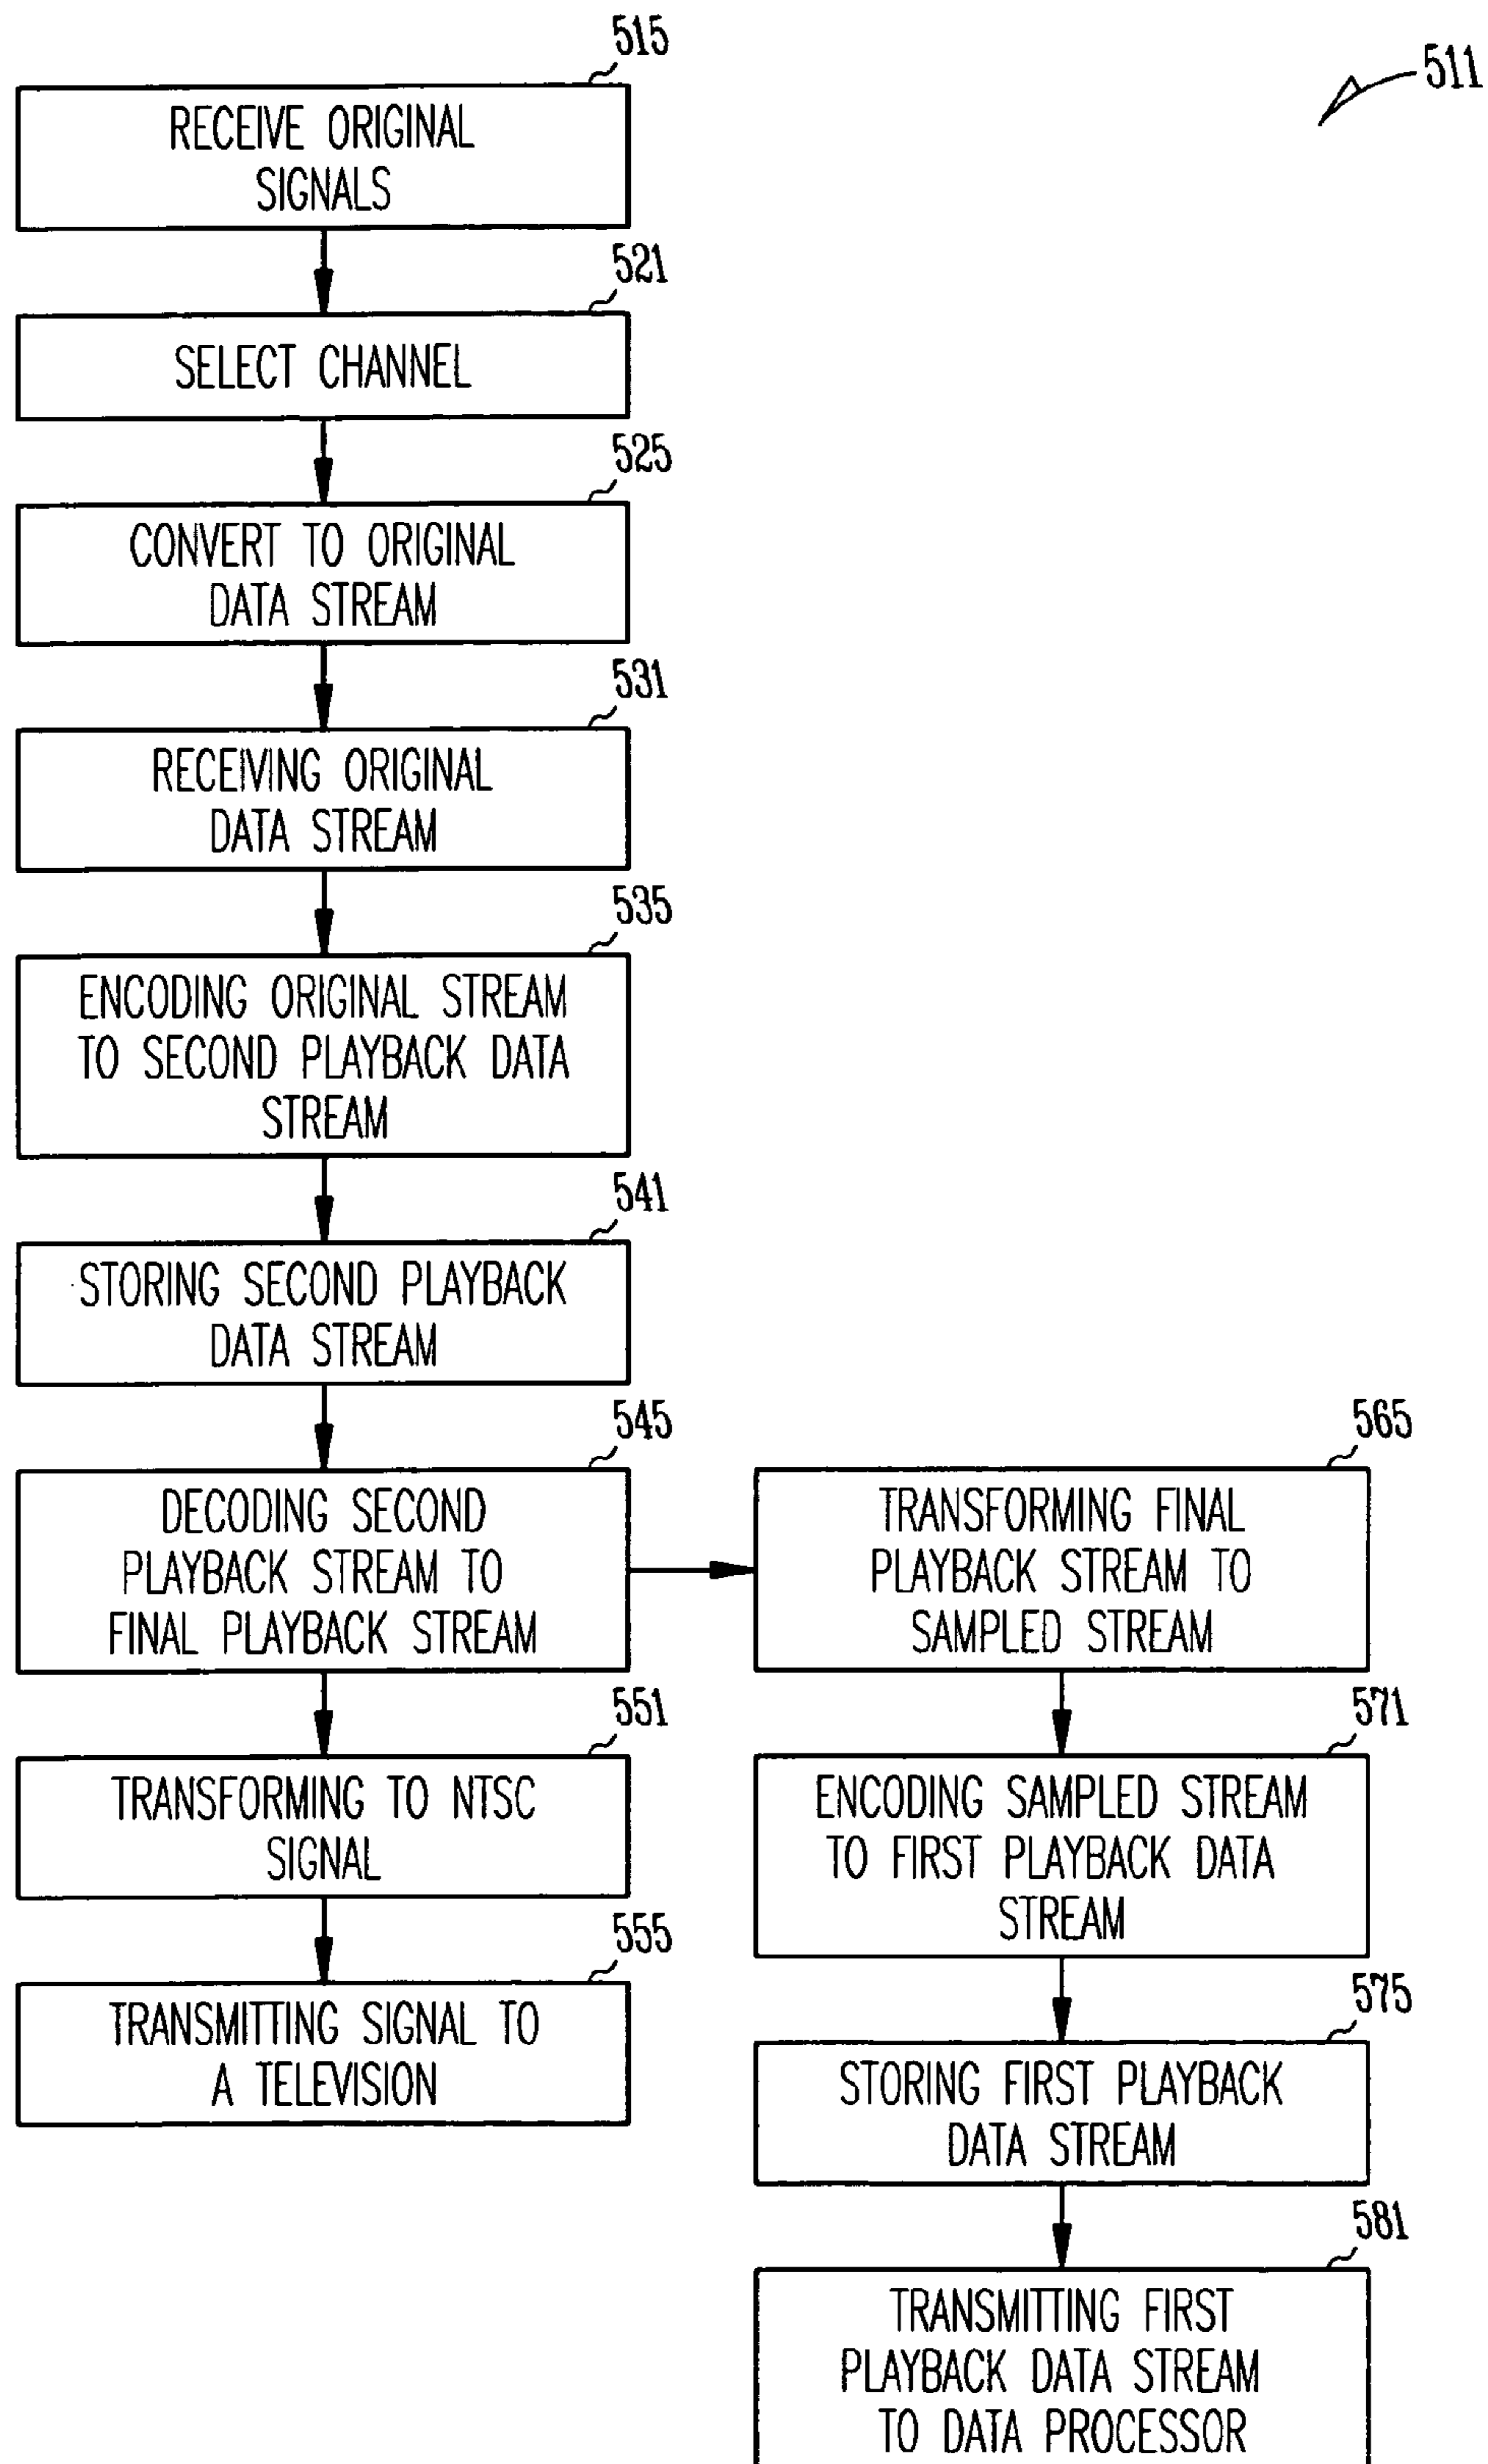 511
515
RECEIVE ORIGINAL
SIGNALS
521
SELECT CHANNEL
525
CONVERT TO ORIGINAL
DATA STREAM
531
RECEIVING ORIGINAL
DATA STREAM
535
ENCODING ORIGINAL STREAM
TO SECOND PLAYBACK DATA
STREAM
541
STORING SECOND PLAYBACK
DATA STREAM
545
DECODING SECOND
PLAYBACK STREAM TO
FINAL PLAYBACK STREAM
551
TRANSFORMING TO NTSC
SIGNAL
555
TRANSMITTING SIGNAL TO
A TELEVISION
565
TRANSFORMING FINAL
PLAYBACK STREAM TO
SAMPLED STREAM
571
ENCODING SAMPLED STREAM
TO FIRST PLAYBACK DATA
STREAM
575
STORING FIRST PLAYBACK
DATA STREAM
581
TRANSMITTING FIRST
PLAYBACK DATA STREAM
TO DATA PROCESSOR